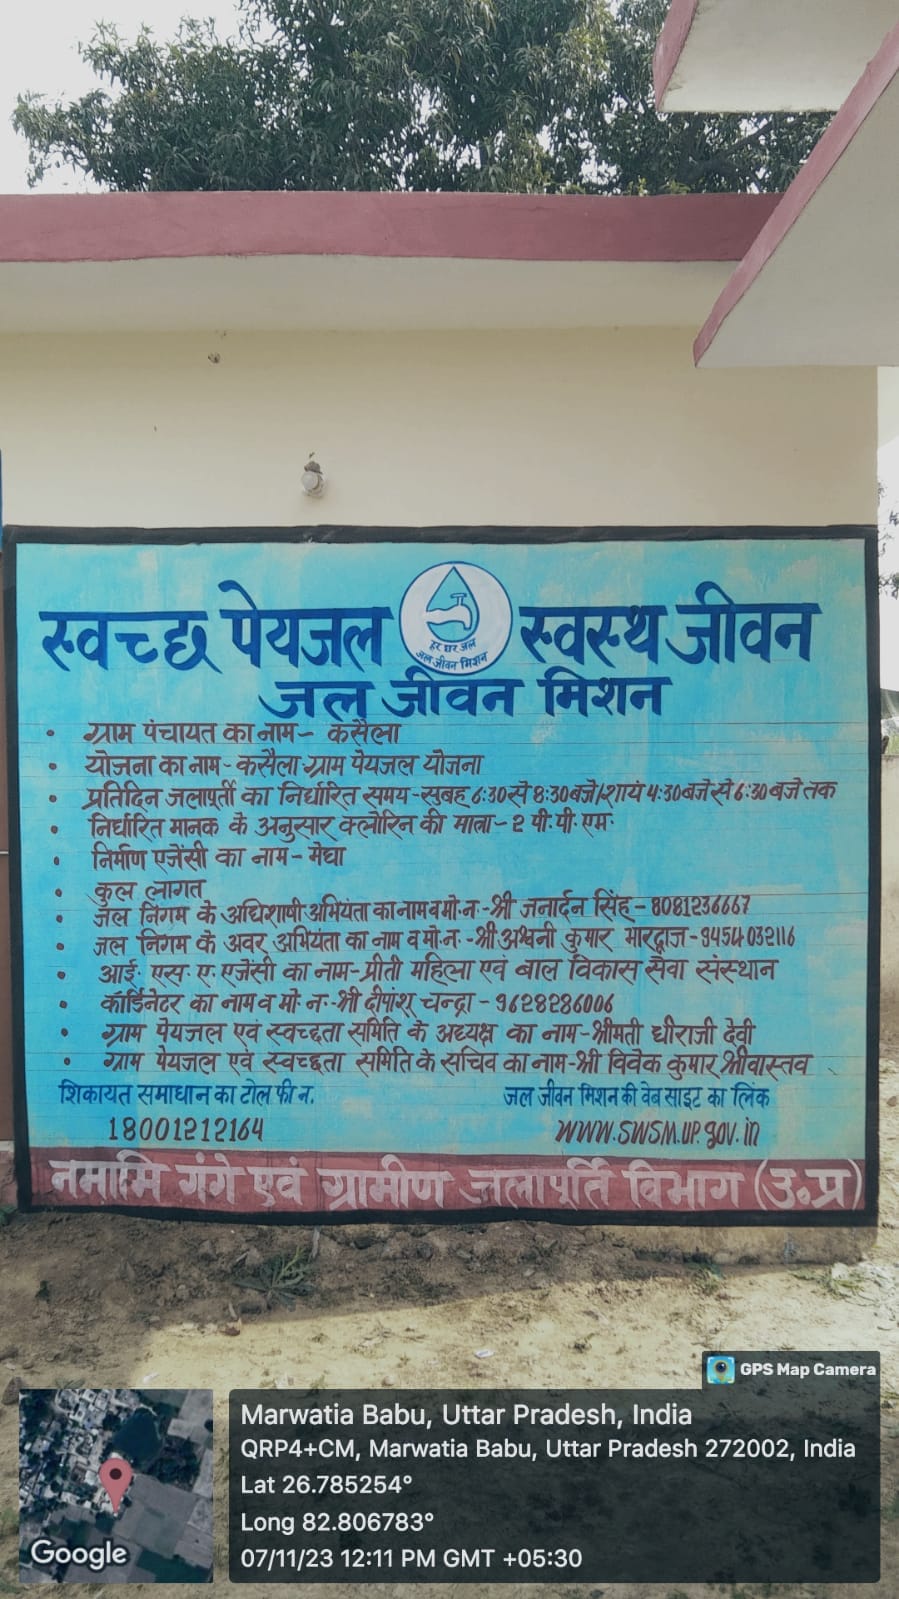 स्वच्छ पेयजल स्वस्थ जीवन
हर घर जल
जल जीवन मिशन
जल जीवन मिशन
• ग्राम पंचायत का नाम- कसैला
• योजना का नाम- कसैला ग्राम पेयजल योजना
• प्रतिदिन जलापूर्ती का निर्धारित समय-सुबह 6:30 से 8:30 बजे/शायं 4:30 बजे से 6:30 बजे तक
• निर्धारित मानक के अनुसार क्लोरिन की मात्रा- 2 पी.पी.एम.
• निर्माण एजेंसी का नाम- मेघा
• कुल लागत
• जल निगम के अधिशाषी अभियंता का नाम व मो.न.-श्री जनार्दन सिंह- 8081236667
• जल निगम के अवर अभियंता का नाम व मो.न.-श्री अश्वनी कुमार भारद्वाज-9454032116
• आई. एस. ए. एजेंसी का नाम-प्रीती महिला एवं बाल विकास सेवा संस्थान
• कॉर्डिनेटर का नाम व मो. न.-श्री दीपांशू चन्द्रा- 9628286006
• ग्राम पेयजल एवं स्वच्छता समिति के अध्यक्ष का नाम-श्रीमती धीराजी देवी
• ग्राम पेयजल एवं स्वच्छता समिति के सचिव का नाम-श्री विवेक कुमार श्रीवास्तव
शिकायत समाधान का टोल फ्री न. जल जीवन मिशन की वेब साइट का लिंक
18001212164 WWW.SWSM.UP.gov.in
नमामि गंगे एवं ग्रामीण जलापूर्ति विभाग (उ॰प्र)
GPS Map Camera
Marwatia Babu, Uttar Pradesh, India
QRP4+CM, Marwatia Babu, Uttar Pradesh 272002, India
Lat 26.785254°
Long 82.806783°
07/11/23 12:11 PM GMT +05:30
Google